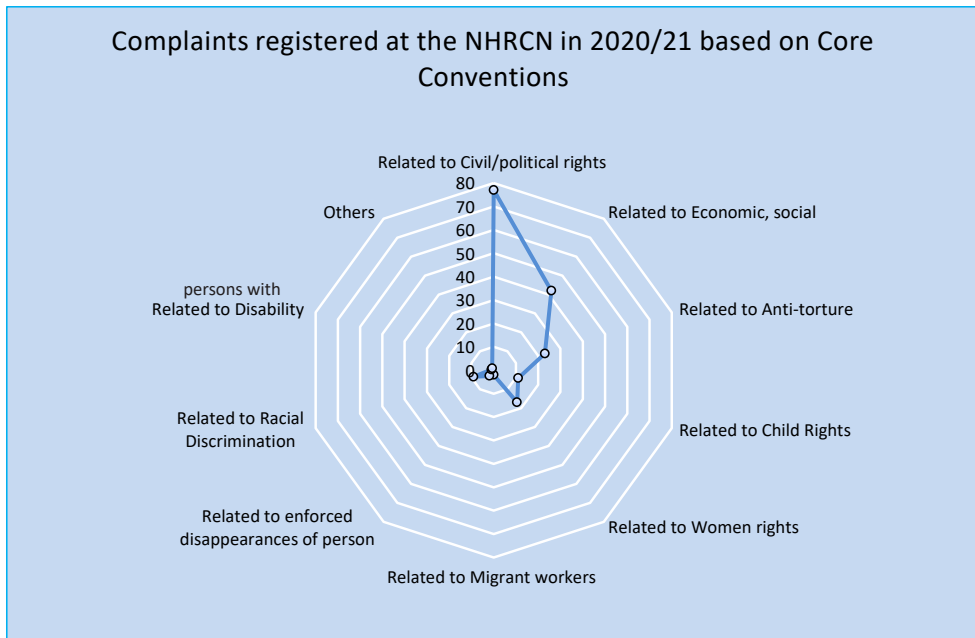 Complaints registered at the NHRCN in 2020/21 based on Core
Conventions
Related to Civil/political rights
80
70
60
50
40
30
20
10
0
Related to Economic, social
Related to Anti-torture
Related to Child Rights
Related to Women rights
Related to Migrant workers
Related to enforced
disappearances of person
Related to Racial
Discrimination
persons with
Related to Disability
Others